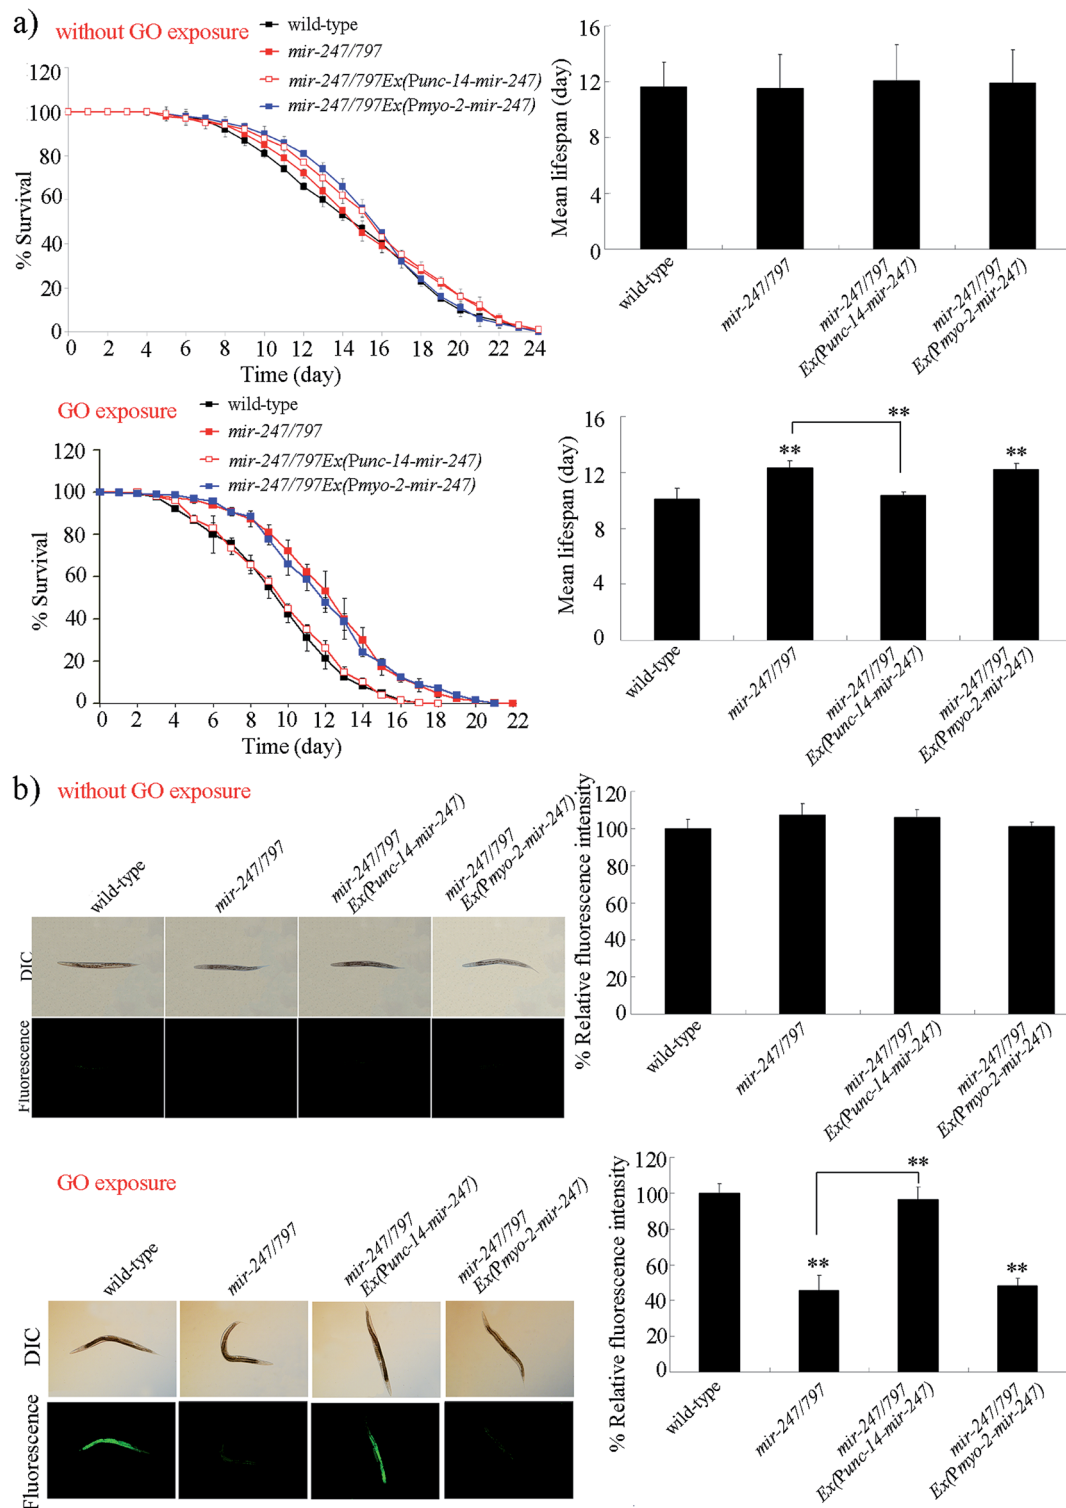 a)
without GO exposure
wild-type
mir-247/797
mir-247/797Ex(Punc-14-mir-247)
mir-247/797Ex(Pmyo-2-mir-247)
% Survival
120
100
80
60
40
20
0
0 2 4 6 8 10 12 14 16 18 20 22 24
Time (day)
Mean lifespan (day)
16
12
8
4
0
wild-type
mir-247/797
mir-247/797
Ex(Punc-14-mir-247)
mir-247/797
Ex(Pmyo-2-mir-247)
GO exposure
wild-type
mir-247/797
mir-247/797Ex(Punc-14-mir-247)
mir-247/797Ex(Pmyo-2-mir-247)
% Survival
120
100
80
60
40
20
0
0 2 4 6 8 10 12 14 16 18 20 22
Time (day)
Mean lifespan (day)
16
12
8
4
0
**
**
**
wild-type
mir-247/797
mir-247/797
Ex(Punc-14-mir-247)
mir-247/797
Ex(Pmyo-2-mir-247)
b)
without GO exposure
wild-type
mir-247/797
mir-247/797
Ex(Punc-14-mir-247)
mir-247/797
Ex(Pmyo-2-mir-247)
DIC
Fluorescence
% Relative fluorescence intensity
120
100
80
60
40
20
0
wild-type
mir-247/797
mir-247/797
Ex(Punc-14-mir-247)
mir-247/797
Ex(Pmyo-2-mir-247)
GO exposure
wild-type
mir-247/797
mir-247/797
Ex(Punc-14-mir-247)
mir-247/797
Ex(Pmyo-2-mir-247)
DIC
Fluorescence
% Relative fluorescence intensity
120
100
80
60
40
20
0
**
**
**
wild-type
mir-247/797
mir-247/797
Ex(Punc-14-mir-247)
mir-247/797
Ex(Pmyo-2-mir-247)